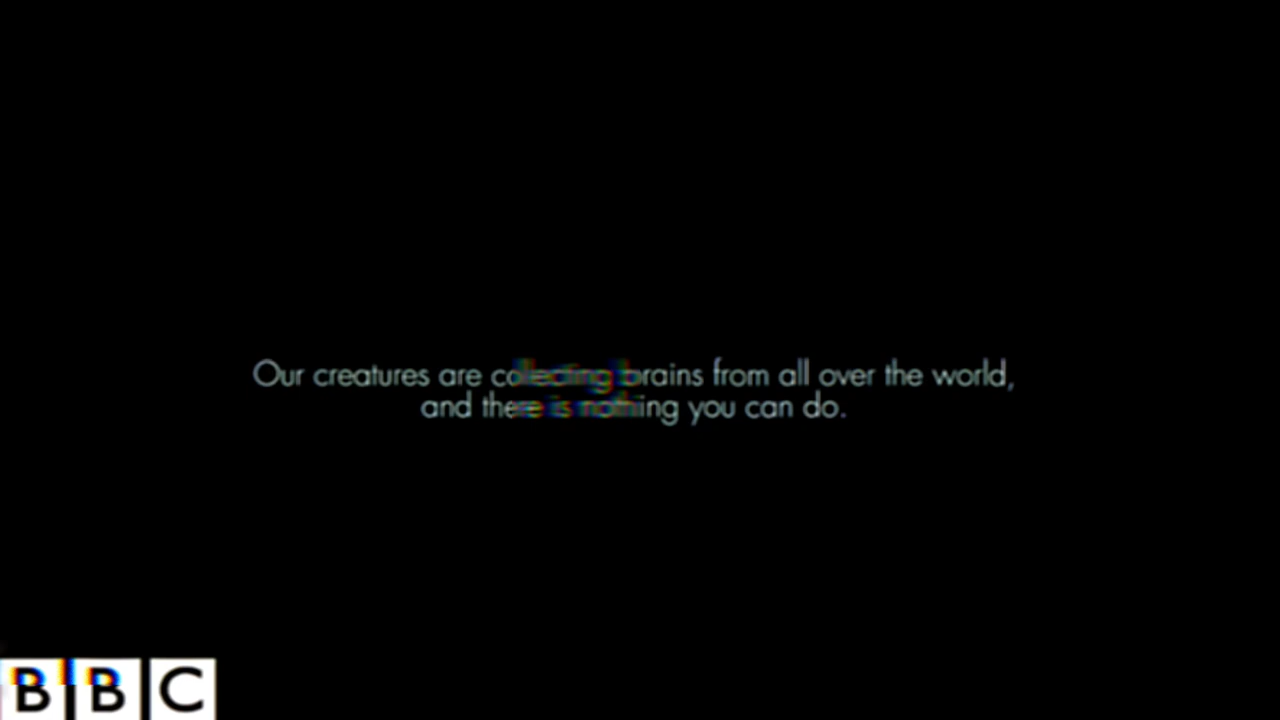 Our creatures are collecting brains from all over the world,
and there is nothing you can do.
BBC